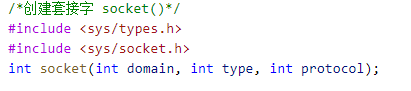 /*创建套接字 socket()*/
#include <sys/types.h>
#include <sys/socket.h>
int socket(int domain, int type, int protocol);